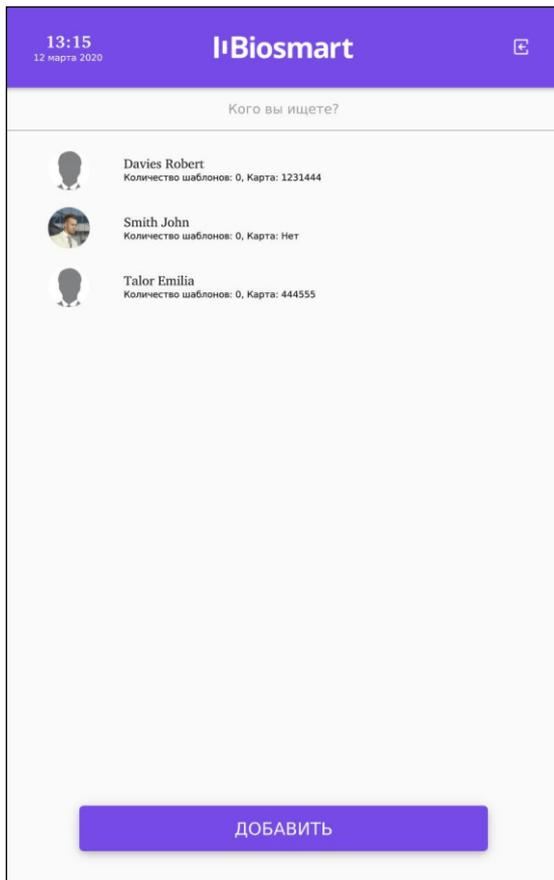 13:15
12 марта 2020
Biosmart
Кого вы ищете?
Davies Robert
Количество шаблонов: 0, Карта: 1231444
Smith John
Количество шаблонов: 0, Карта: Нет
Talor Emilia
Количество шаблонов: 0, Карта: 444555
ДОБАВИТЬ